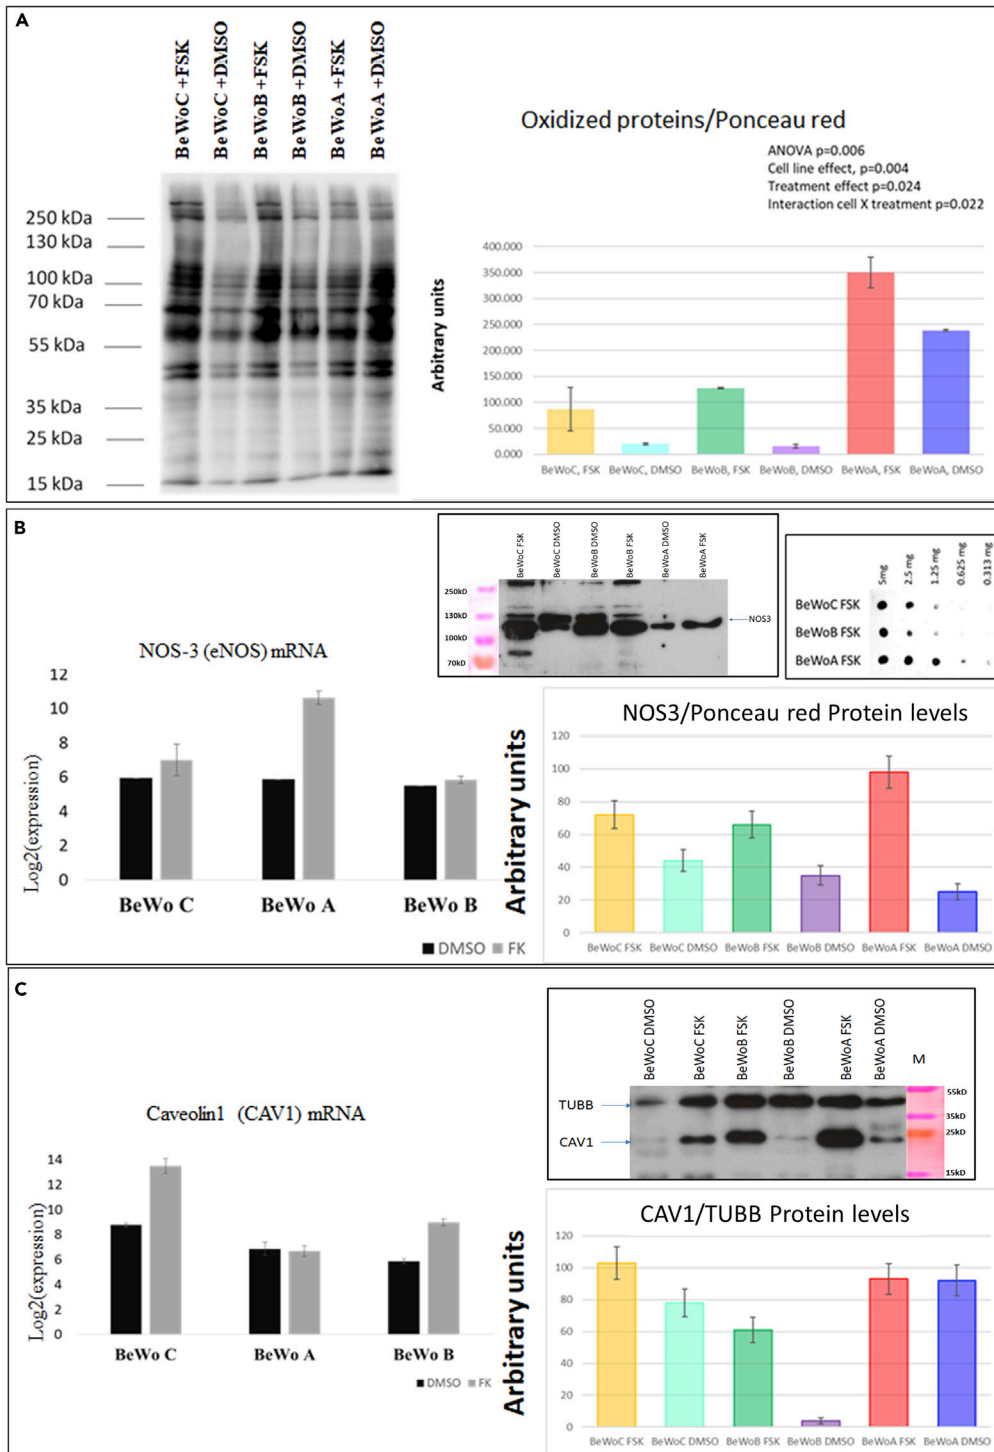 A
BeWoC +FSK
BeWoC +DMSO
BeWoB +FSK
BeWoB +DMSO
BeWoA +FSK
BeWoA +DMSO
250 kDa
130 kDa
100 kDa
70 kDa
55 kDa
35 kDa
25 kDa
15 kDa
Oxidized proteins/Ponceau red
ANOVA p=0.006
Cell line effect, p=0.004
Treatment effect p=0.024
Interaction cell X treatment p=0.022
Arbitrary units
400.000
350.000
300.000
250.000
200.000
150.000
100.000
50.000
0.000
BeWoC, FSK
BeWoC, DMSO
BeWoB, FSK
BeWoB, DMSO
BeWoA, FSK
BeWoA, DMSO
B
NOS-3 (eNOS) mRNA
Log2(expression)
12
10
8
6
4
2
0
BeWo C
BeWo A
BeWo B
DMSO
FK
BeWoC FSK
BeWoC DMSO
BeWoB DMSO
BeWoB FSK
BeWoA DMSO
BeWoA FSK
250kD
130kD
100kD
70kD
NOS3
5mg
2.5 mg
1.25 mg
0.625 mg
0.313 mg
BeWoC FSK
BeWoB FSK
BeWoA FSK
NOS3/Ponceau red Protein levels
Arbitrary units
120
100
80
60
40
20
0
BeWoC FSK
BeWoC DMSO
BeWoB FSK
BeWoB DMSO
BeWoA FSK
BeWoA DMSO
C
Caveolin1 (CAV1) mRNA
Log2(expression)
14
12
10
8
6
4
2
0
BeWo C
BeWo A
BeWo B
DMSO
FK
BeWoC DMSO
BeWoC FSK
BeWoB FSK
BeWoB DMSO
BeWoA FSK
BeWoA DMSO
M
TUBB
CAV1
55kD
35kD
25kD
15kD
CAV1/TUBB Protein levels
Arbitrary units
120
100
80
60
40
20
0
BeWoC FSK
BeWoC DMSO
BeWoB FSK
BeWoB DMSO
BeWoA FSK
BeWoA DMSO